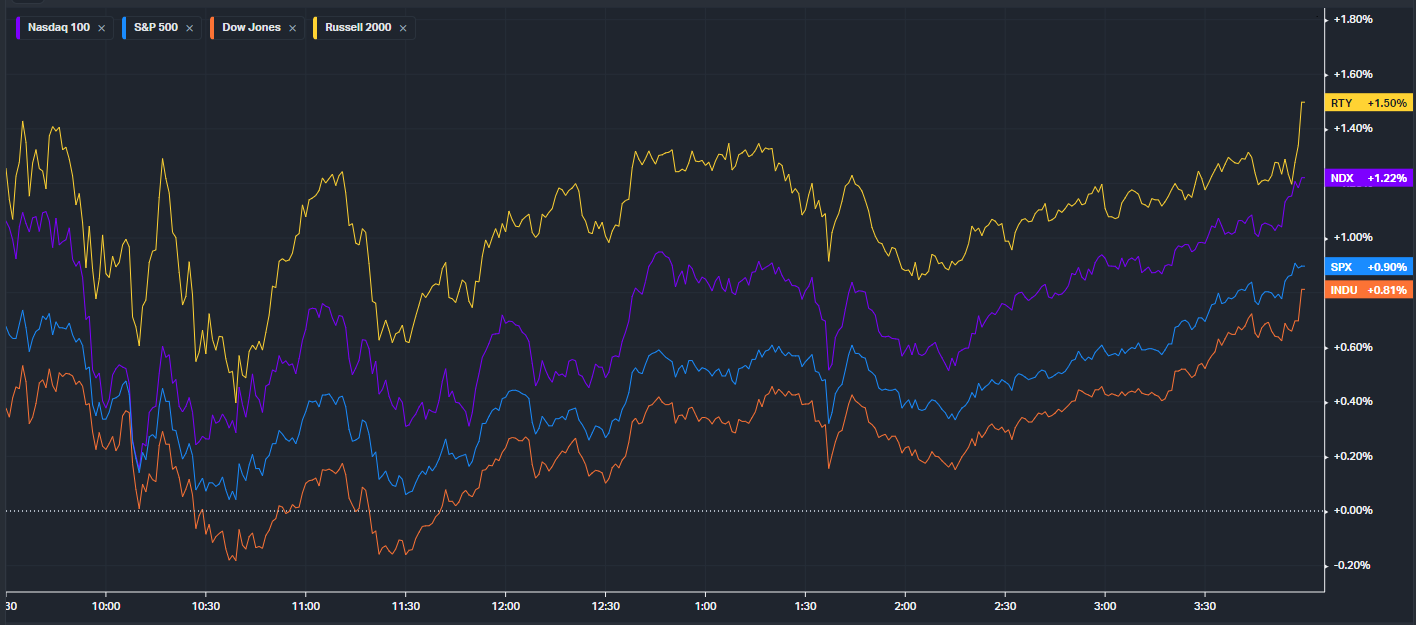 Nasdaq 100 × S&P 500 × Dow Jones × Russell 2000 ×
+1.80%
+1.60%
RTY +1.50%
+1.40%
NDX +1.22%
+1.00%
SPX +0.90%
INDU +0.81%
+0.60%
+0.40%
+0.20%
+0.00%
-0.20%
30 10:00 10:30 11:00 11:30 12:00 12:30 1:00 1:30 2:00 2:30 3:00 3:30